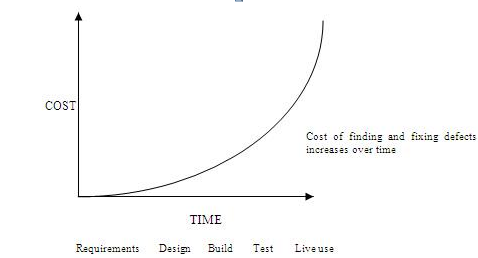 COST
Cost of finding and fixing defects
increases over time
TIME
Requirements Design Build Test Live use